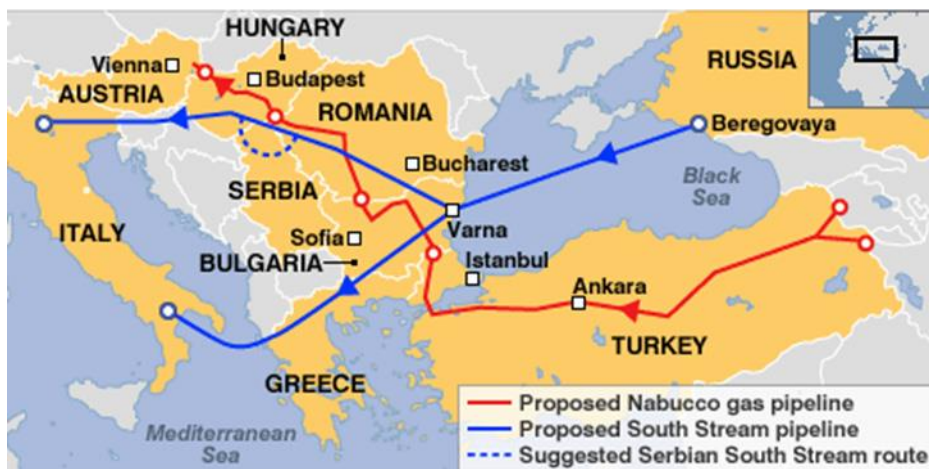 HUNGARY
Vienna
Budapest
AUSTRIA
ROMANIA
RUSSIA
Beregovaya
Bucharest
Black
Sea
SERBIA
ITALY
Varna
Sofia
BULGARIA
Istanbul
Ankara
TURKEY
GREECE
Mediterranean
Sea
Proposed Nabucco gas pipeline
Proposed South Stream pipeline
Suggested Serbian South Stream route